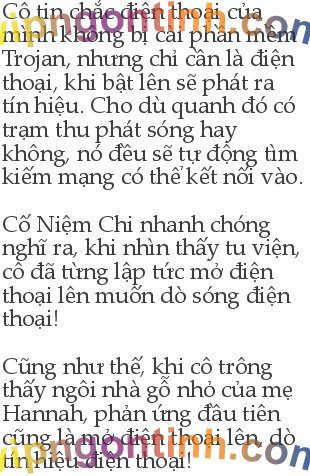 Cô tin chắc điện thoại của
mình không bị cài phần mềm
Trojan, nhưng chỉ cần là điện
thoại, khi bật lên sẽ phát ra
tín hiệu. Cho dù quanh đó có
trạm thu phát sóng hay
không, nó đều sẽ tự động tìm
kiếm mạng có thể kết nối vào.
Cố Niệm Chi nhanh chóng
nghĩ ra, khi nhìn thấy tu viện,
cô đã từng lập tức mở điện
thoại lên muốn dò sóng điện
thoại!
Cũng như thế, khi cô trông
thấy ngôi nhà gỗ nhỏ của mẹ
Hannah, phản ứng đầu tiên
cũng là mở điện thoại lên, dò
tín hiệu điện thoại!
vipngontinh.com
vipngontinh.com